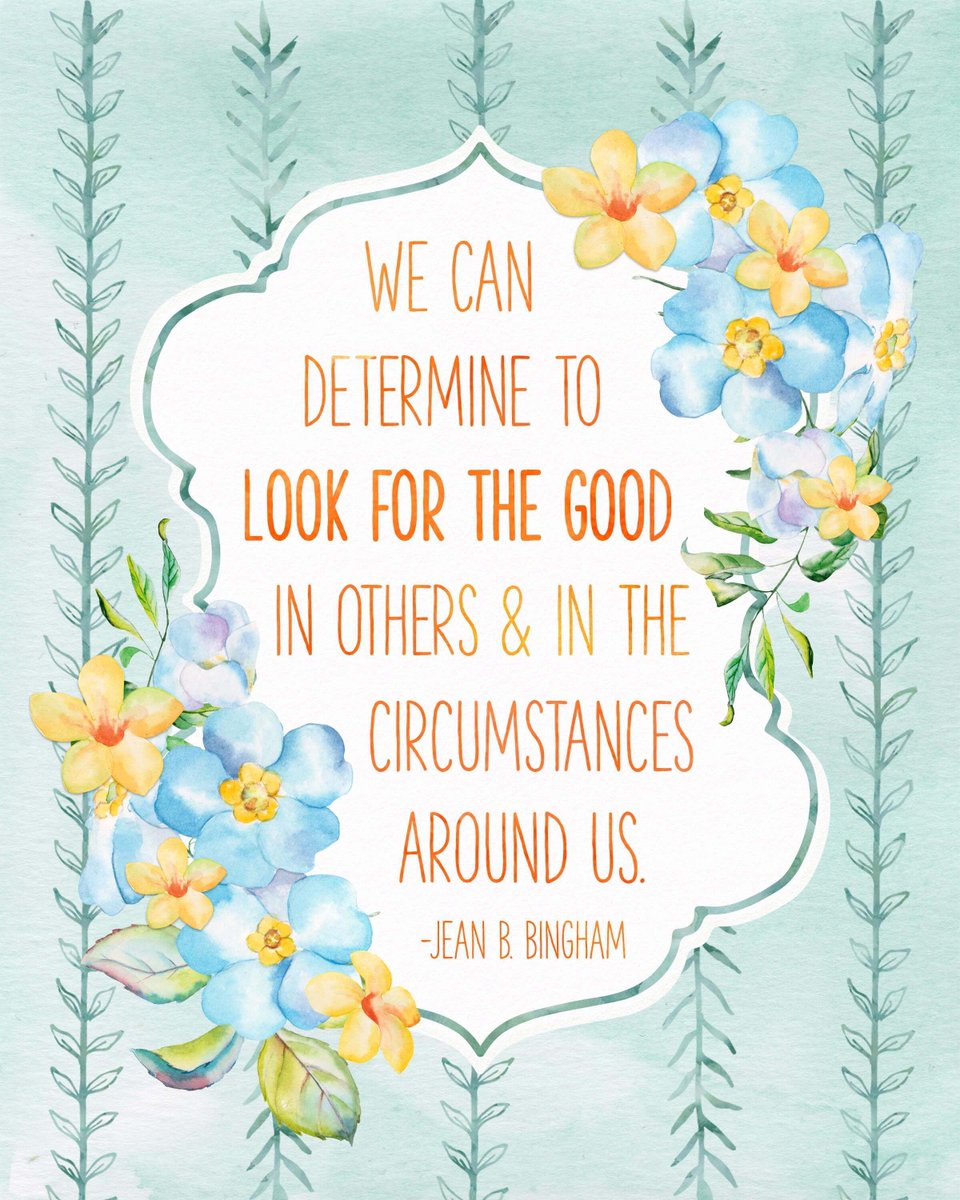 WE CAN
DETERMINE TO
LOOK FOR THE GOOD
IN OTHERS & IN THE
CIRCUMSTANCES
AROUND US.
-JEAN B. BINGHAM